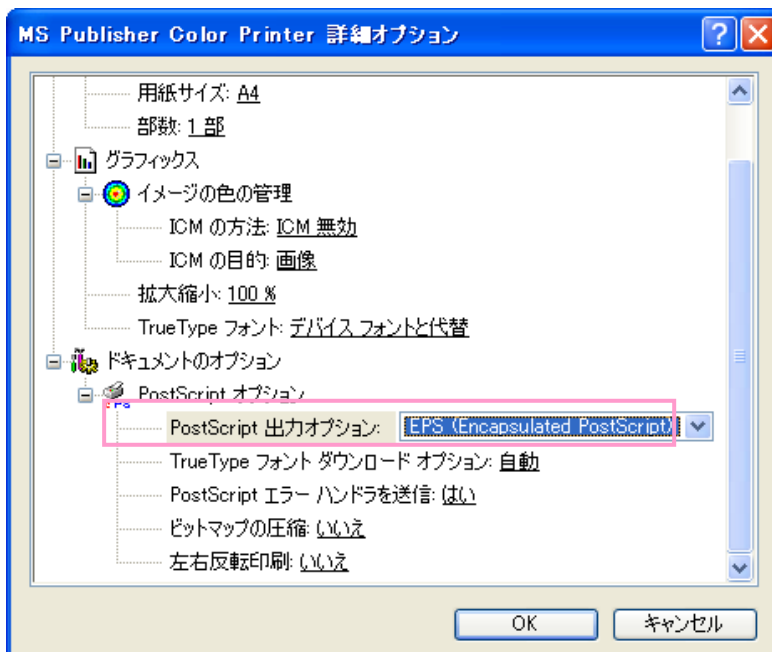 MS Publisher Color Printer 詳細オプション
用紙サイズ: A4
部数: 1 部
グラフィックス
イメージの色の管理
ICM の方法: ICM 無効
ICM の目的: 画像
拡大縮小: 100 %
TrueType フォント: デバイス フォントと代替
ドキュメントのオプション
PostScript オプション
PostScript 出力オプション: EPS (Encapsulated PostScript)
TrueType フォント ダウンロード オプション: 自動
PostScript エラー ハンドラを送信: はい
ビットマップの圧縮: いいえ
左右反転印刷: いいえ
OK キャンセル